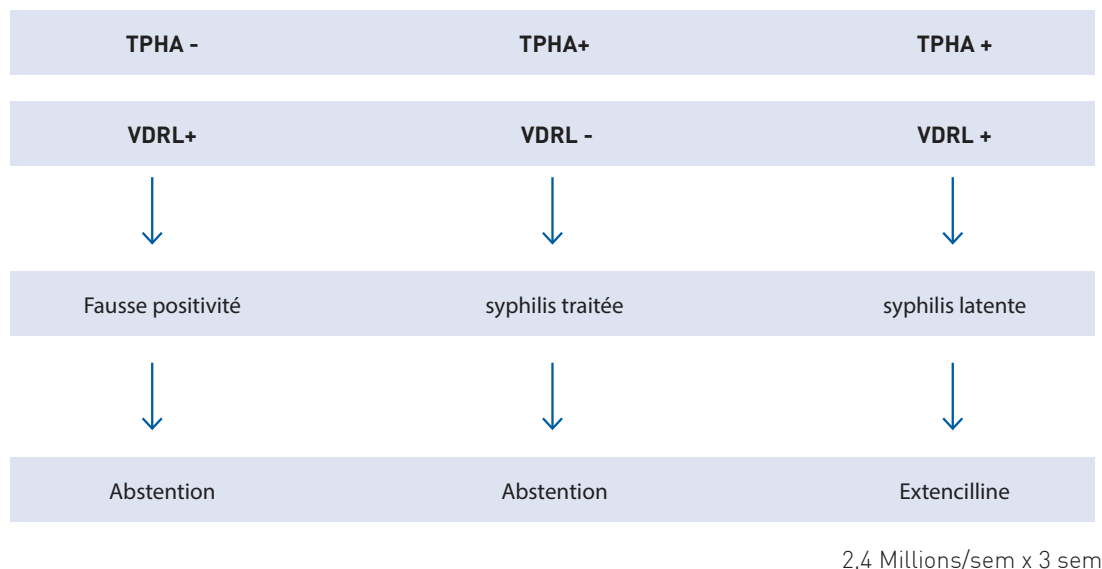 TPHA - TPHA+ TPHA +
VDRL+ VDRL - VDRL +
Fausse positivité syphilis traitée syphilis latente
Abstention Abstention Extencilline
2,4 Millions/sem x 3 sem